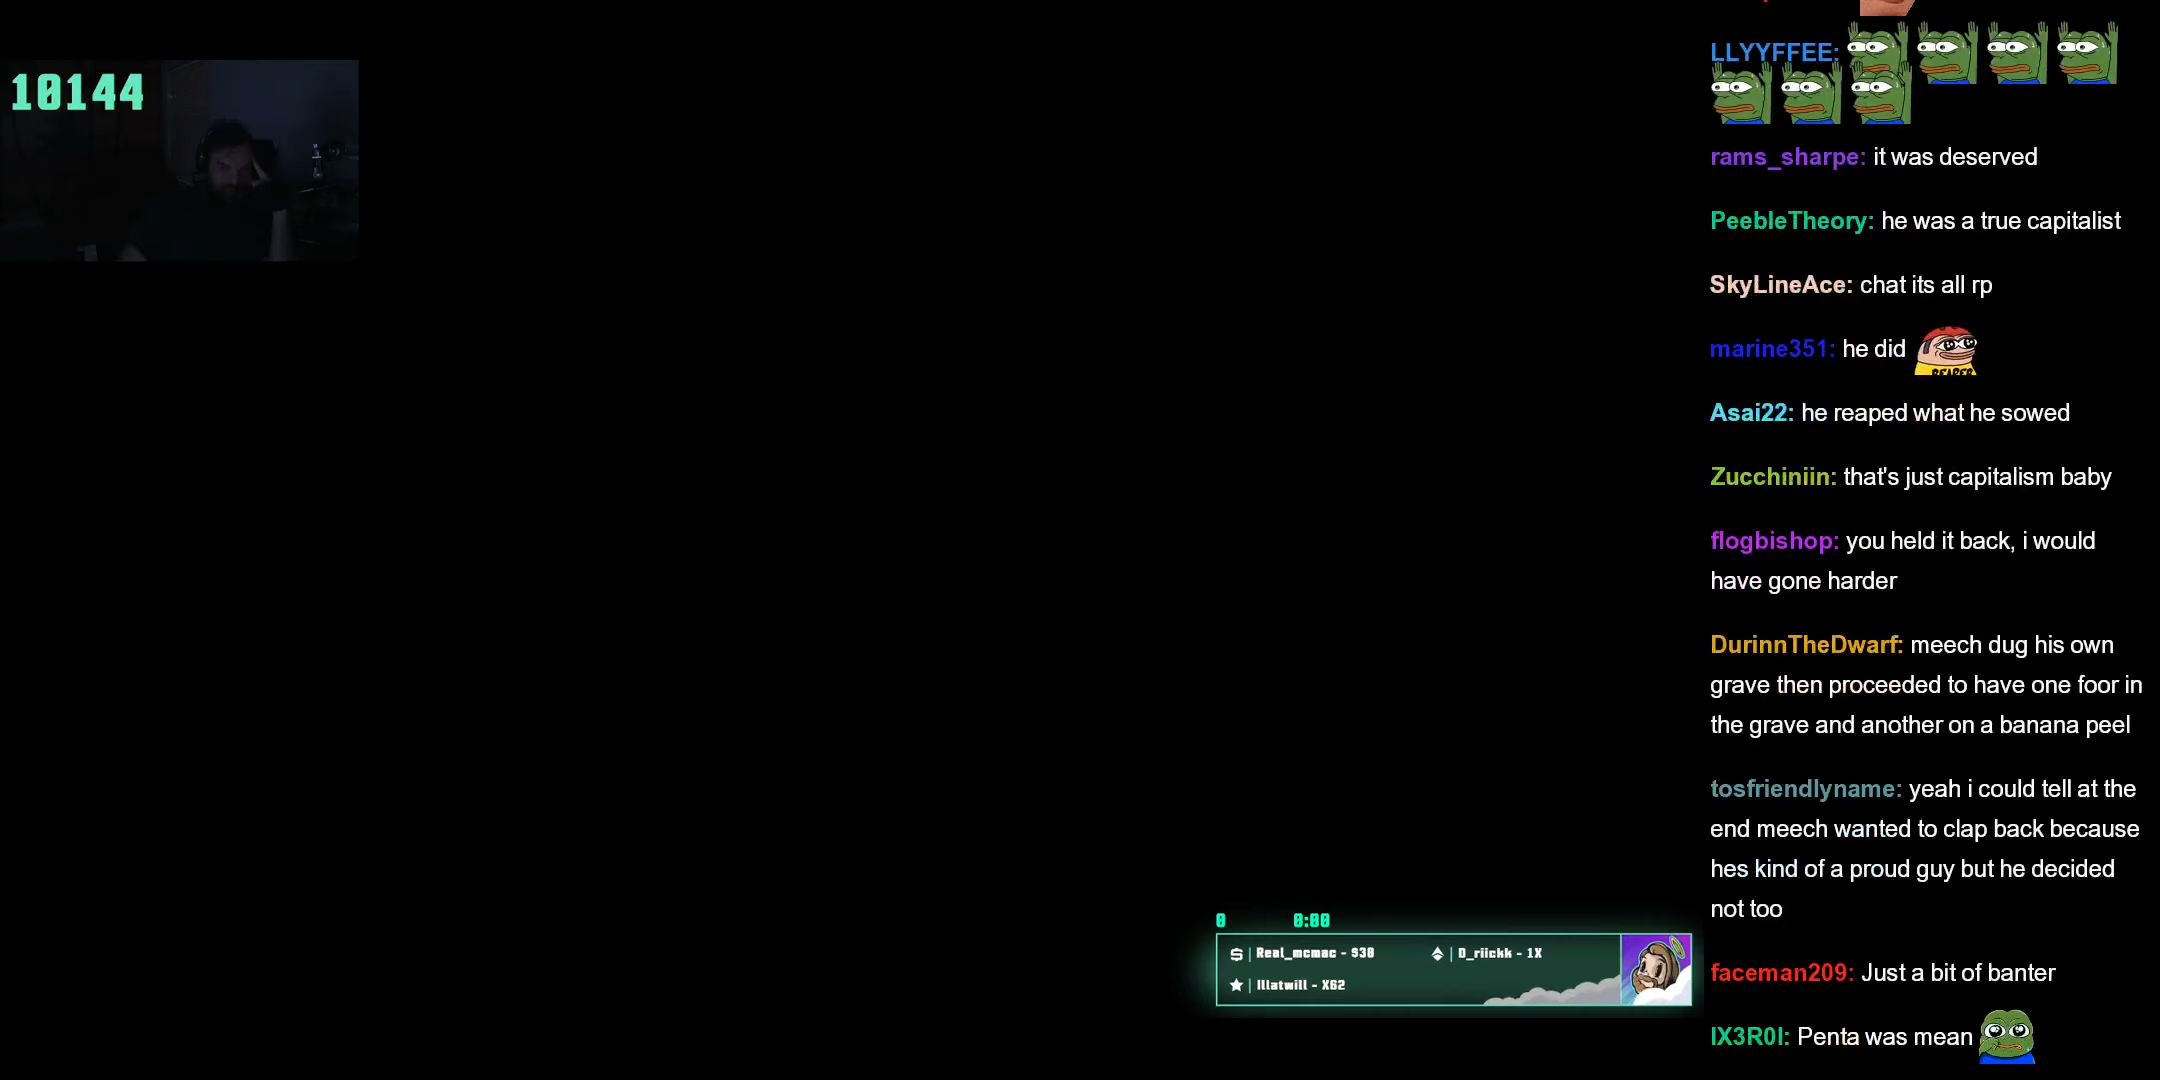 10144
LLYYFFEE:
rams_sharpe: it was deserved
PeebleTheory: he was a true capitalist
SkyLineAce: chat its all rp
marine351: he did
REAPER
Asai22: he reaped what he sowed
Zucchiniin: that's just capitalism baby
flogbishop: you held it back, i would
have gone harder
DurinnTheDwarf: meech dug his own
grave then proceeded to have one foor in
the grave and another on a banana peel
tosfriendlyname: yeah i could tell at the
end meech wanted to clap back because
hes kind of a proud guy but he decided
not too
faceman209: Just a bit of banter
IX3R0I: Penta was mean
0 0:00
$ | Real_mcmac - $30 | D_riickk - 1X
| Illatwill - X62